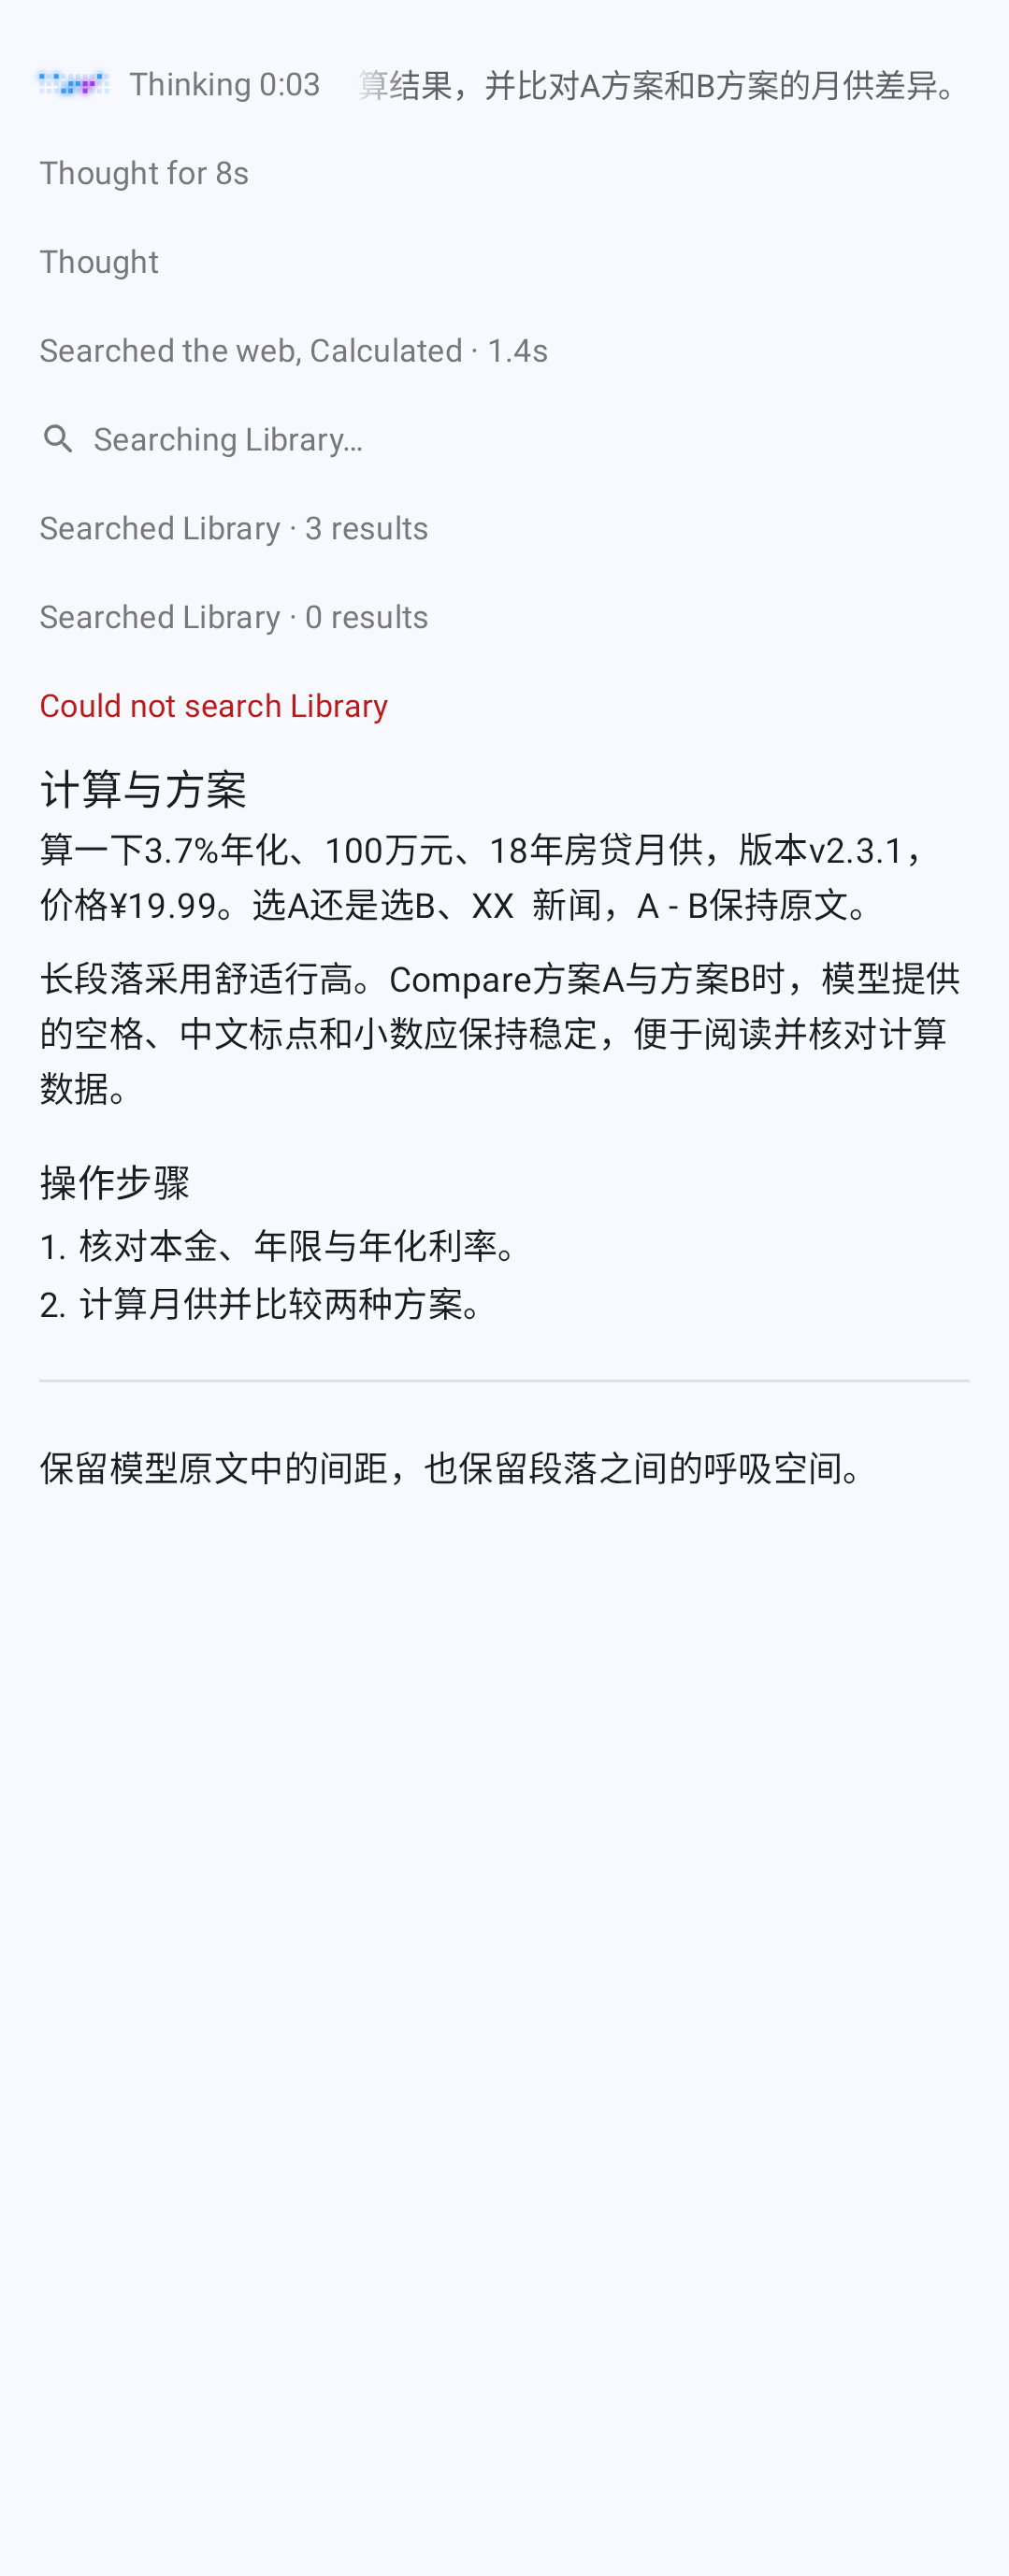 Thinking 0:03 算结果，并比对A方案和B方案的月供差异。
Thought for 8s
Thought
Searched the web, Calculated · 1.4s
Searching Library…
Searched Library · 3 results
Searched Library · 0 results
Could not search Library
计算与方案
算一下3.7%年化、100万元、18年房贷月供，版本v2.3.1，
价格¥19.99。选A还是选B、XX  新闻，A - B保持原文。
长段落采用舒适行高。Compare方案A与方案B时，模型提供
的空格、中文标点和小数应保持稳定，便于阅读并核对计算
数据。
操作步骤
1. 核对本金、年限与年化利率。
2. 计算月供并比较两种方案。
保留模型原文中的间距，也保留段落之间的呼吸空间。